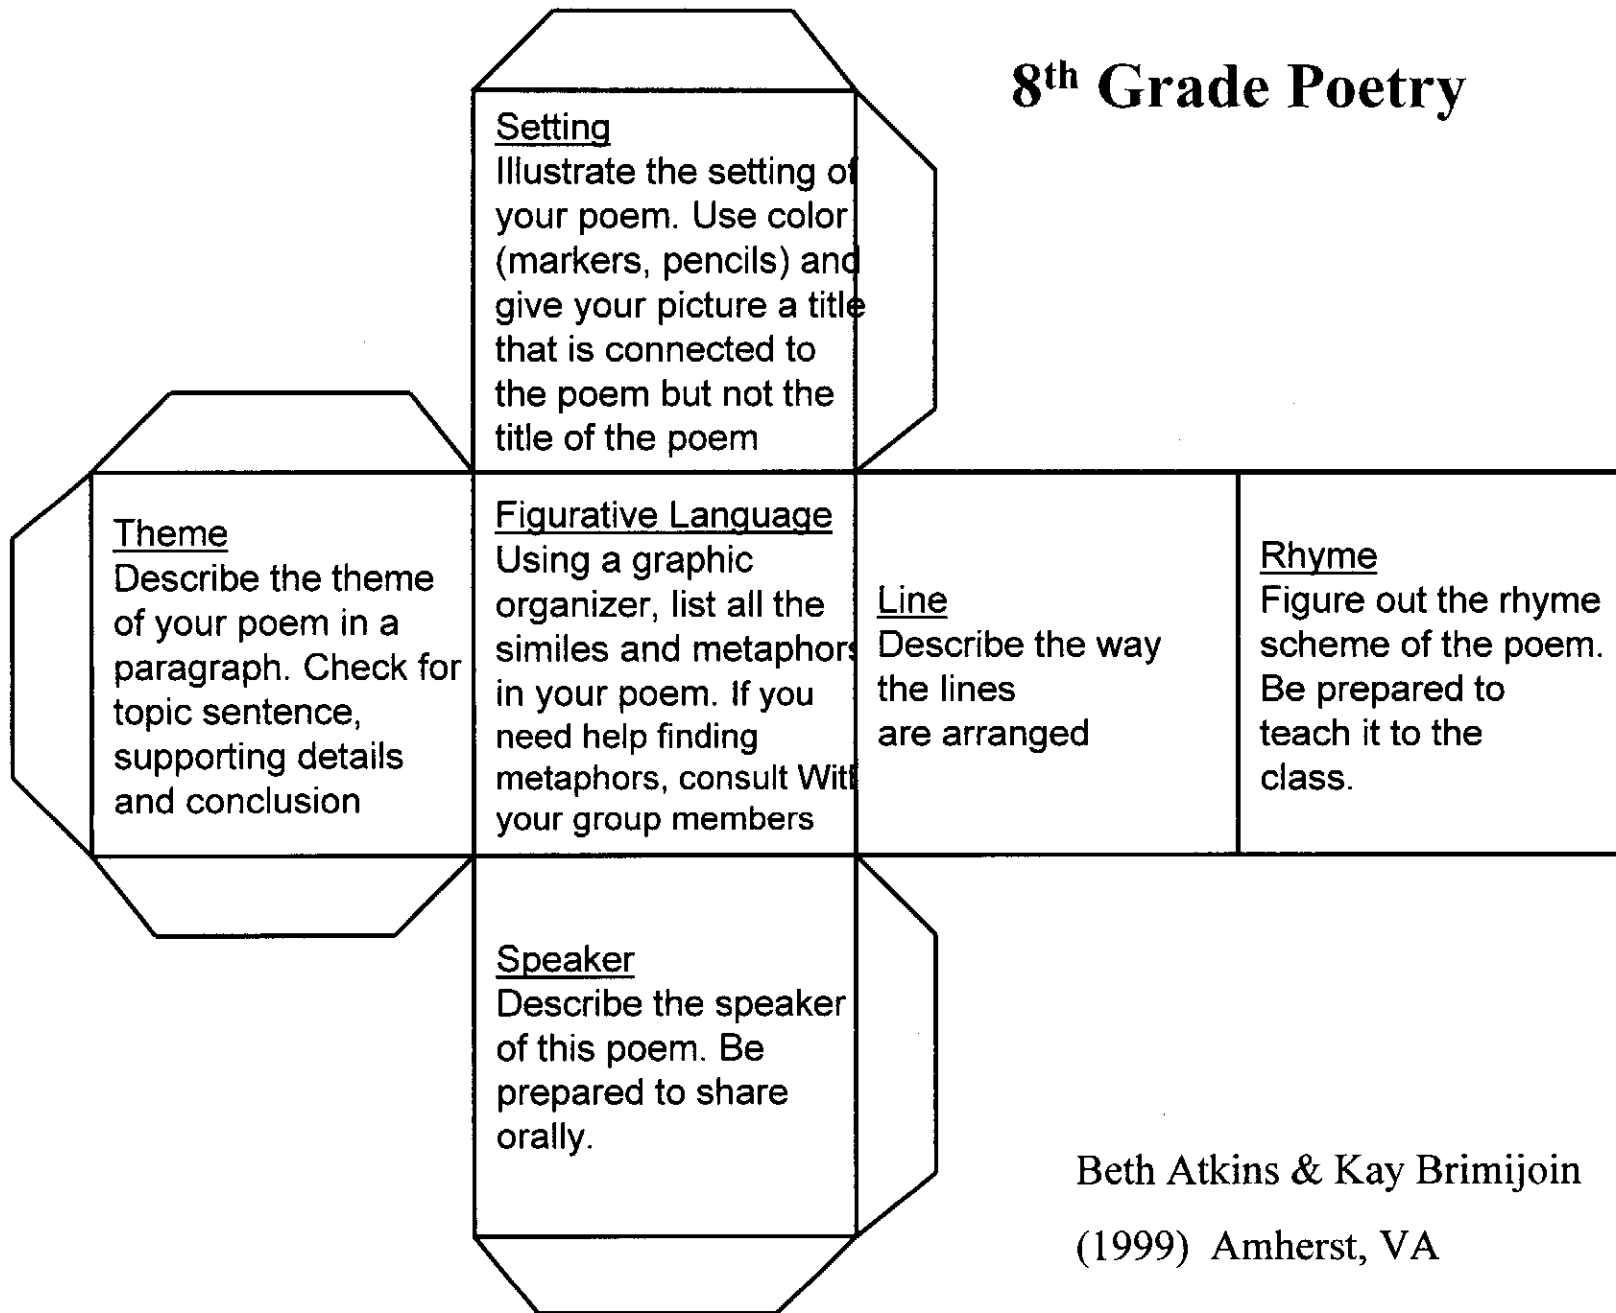 8th Grade Poetry
Setting
Illustrate the setting of
your poem. Use color
(markers, pencils) and
give your picture a title
that is connected to
the poem but not the
title of the poem
Theme
Describe the theme
of your poem in a
paragraph. Check for
topic sentence,
supporting details
and conclusion
Figurative Language
Using a graphic
organizer, list all the
similes and metaphors
in your poem. If you
need help finding
metaphors, consult With
your group members
Line
Describe the way
the lines
are arranged
Rhyme
Figure out the rhyme
scheme of the poem.
Be prepared to
teach it to the
class.
Speaker
Describe the speaker
of this poem. Be
prepared to share
orally.
Beth Atkins & Kay Brimijoin
(1999) Amherst, VA